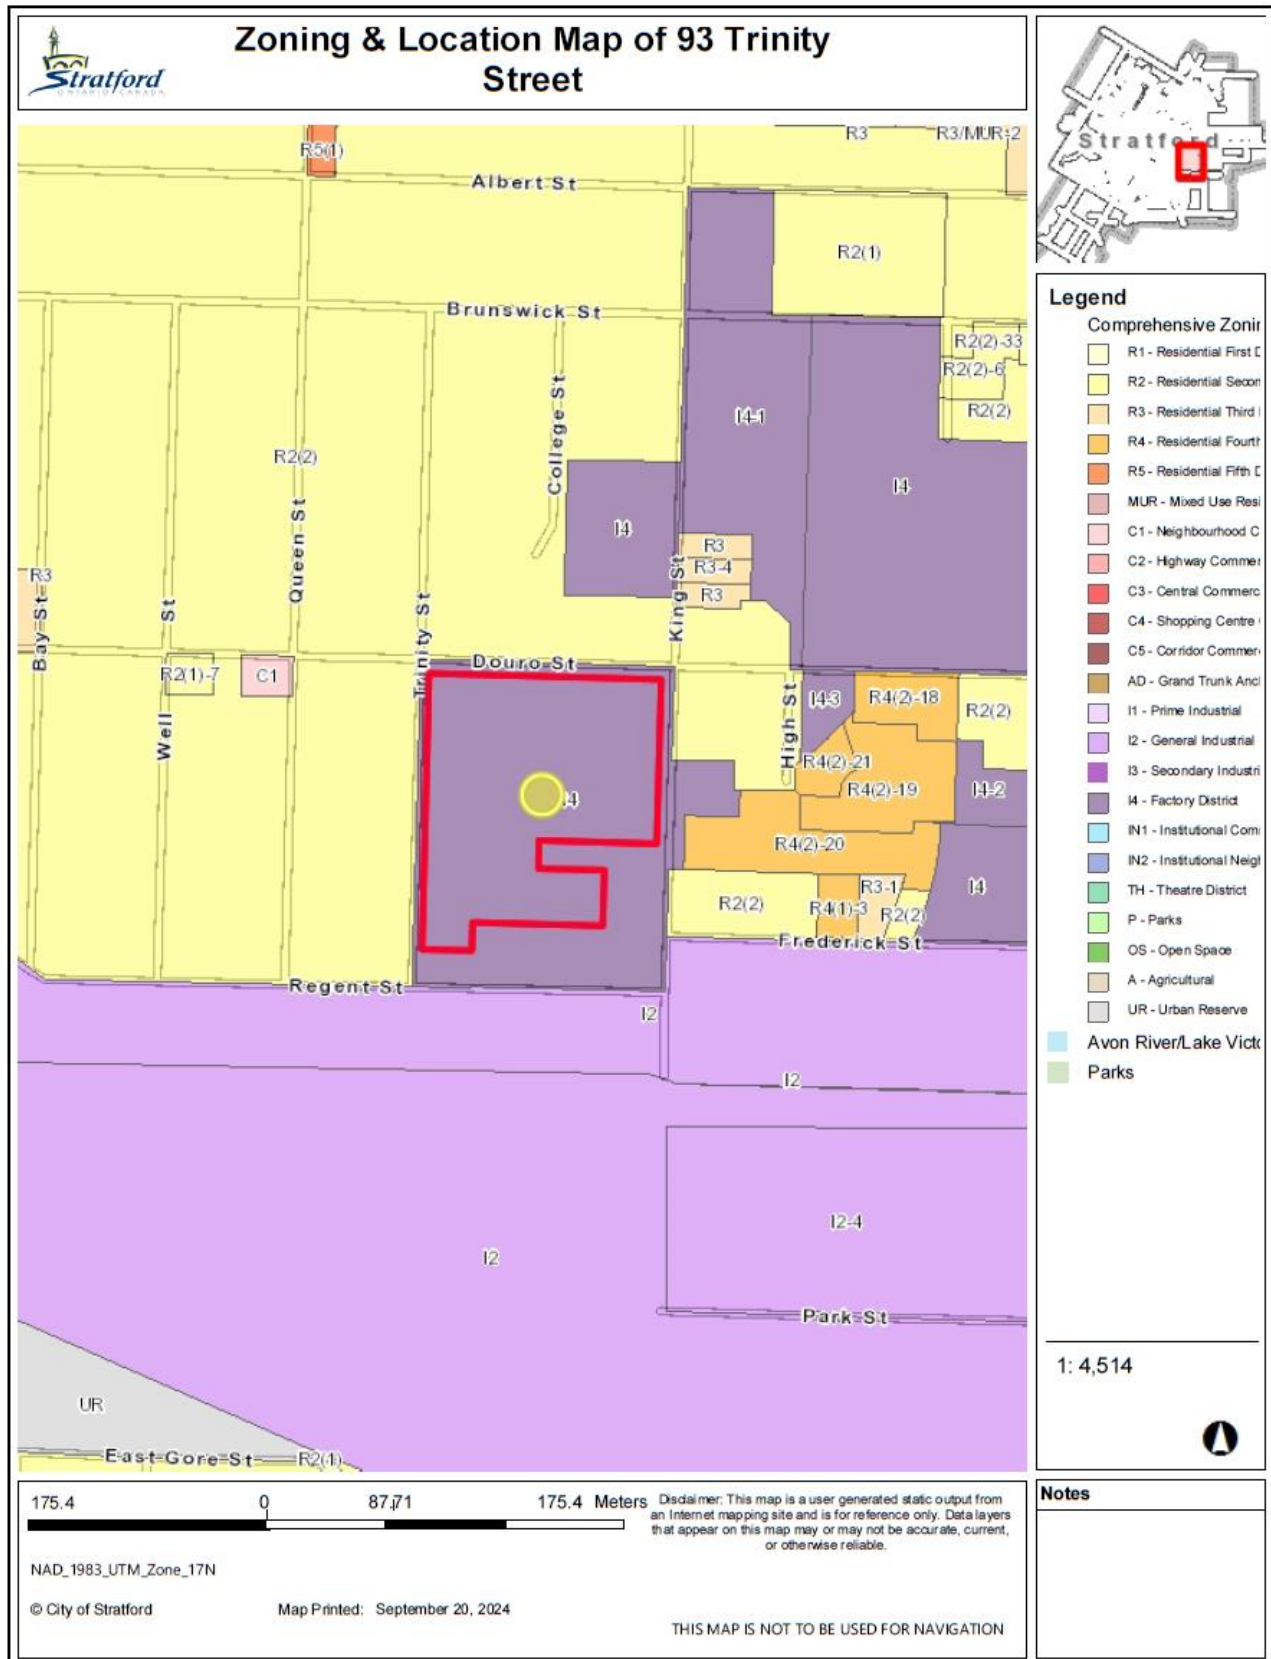 Zoning & Location Map of 93 Trinity
Street
Stratford
ONTARIO CANADA
Stratford
R5(1)
R3
R3/MUR-2
Albert St
R2(1)
Brunswick St
R2(2)-33
R2(2)-6
R2(2)
College St
I4-1
R2(2)
I4
Queen St
I4
R3
R3-4
R3
R3
Bay St
Well St
Trinity St
King St
Douro St
R2(1)-7
C1
High St
I4-3
R4(2)-18
R2(2)
R4(2)-21
R4(2)-19
I4-2
I4
R4(2)-20
R3-1
I4
R2(2)
R4(1)-3
R2(2)
Frederick St
Regent St
I2
I2
I2-4
I2
Park St
UR
East Gore St
R2(1)
Legend
Comprehensive Zonin
R1 - Residential First D
R2 - Residential Secon
R3 - Residential Third
R4 - Residential Fourth
R5 - Residential Fifth D
MUR - Mixed Use Resi
C1 - Neighbourhood C
C2 - Highway Commer
C3 - Central Commerc
C4 - Shopping Centre
C5 - Corridor Commer
AD - Grand Trunk Anc
I1 - Prime Industrial
I2 - General Industrial
I3 - Secondary Industri
I4 - Factory District
IN1 - Institutional Com
IN2 - Institutional Neigh
TH - Theatre District
P - Parks
OS - Open Space
A - Agricultural
UR - Urban Reserve
Avon River/Lake Victo
Parks
1: 4,514
175.4 0 87.71 175.4 Meters
Disclaimer: This map is a user generated static output from
an Internet mapping site and is for reference only. Data layers
that appear on this map may or may not be accurate, current,
or otherwise reliable.
NAD_1983_UTM_Zone_17N
© City of Stratford
Map Printed: September 20, 2024
THIS MAP IS NOT TO BE USED FOR NAVIGATION
Notes